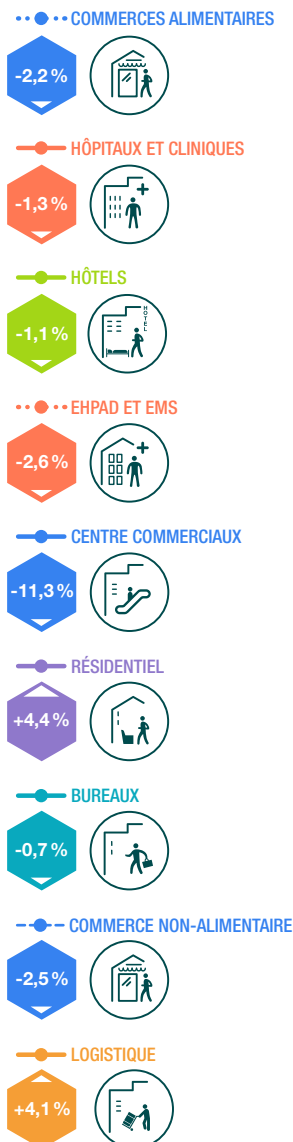 COMMERCES ALIMENTAIRES
-2,2 %
HÔPITAUX ET CLINIQUES
-1,3 %
HÔTELS
-1,1 %
HOTEL
EHPAD ET EMS
-2,6 %
CENTRE COMMERCIAUX
-11,3 %
RÉSIDENTIEL
+4,4 %
BUREAUX
-0,7 %
COMMERCE NON-ALIMENTAIRE
-2,5 %
LOGISTIQUE
+4,1 %